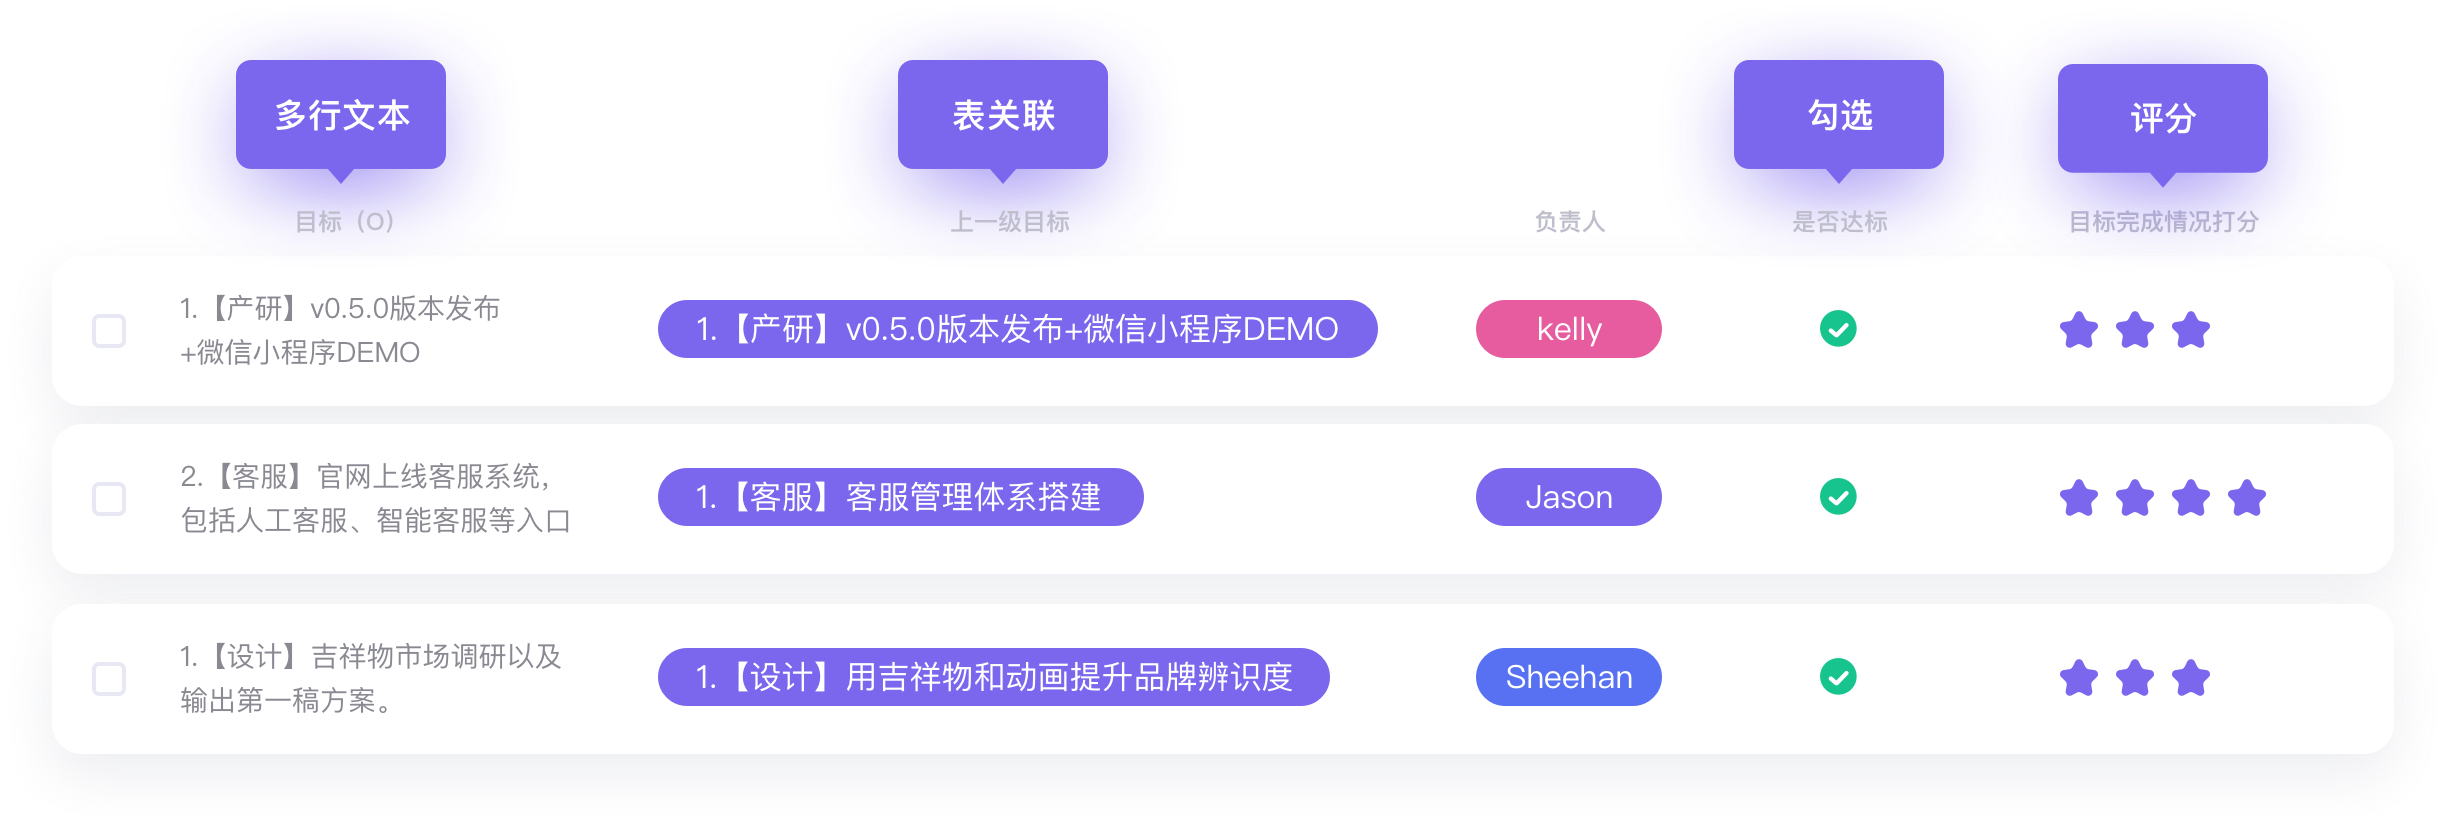 多行文本
表关联
勾选
评分
目标（O）
上一级目标
负责人
是否达标
目标完成情况打分
1.【产研】v0.5.0版本发布
+微信小程序DEMO
1.【产研】v0.5.0版本发布+微信小程序DEMO
kelly
2.【客服】官网上线客服系统，
包括人工客服、智能客服等入口
1.【客服】客服管理体系搭建
Jason
1.【设计】吉祥物市场调研以及
输出第一稿方案。
1.【设计】用吉祥物和动画提升品牌辨识度
Sheehan